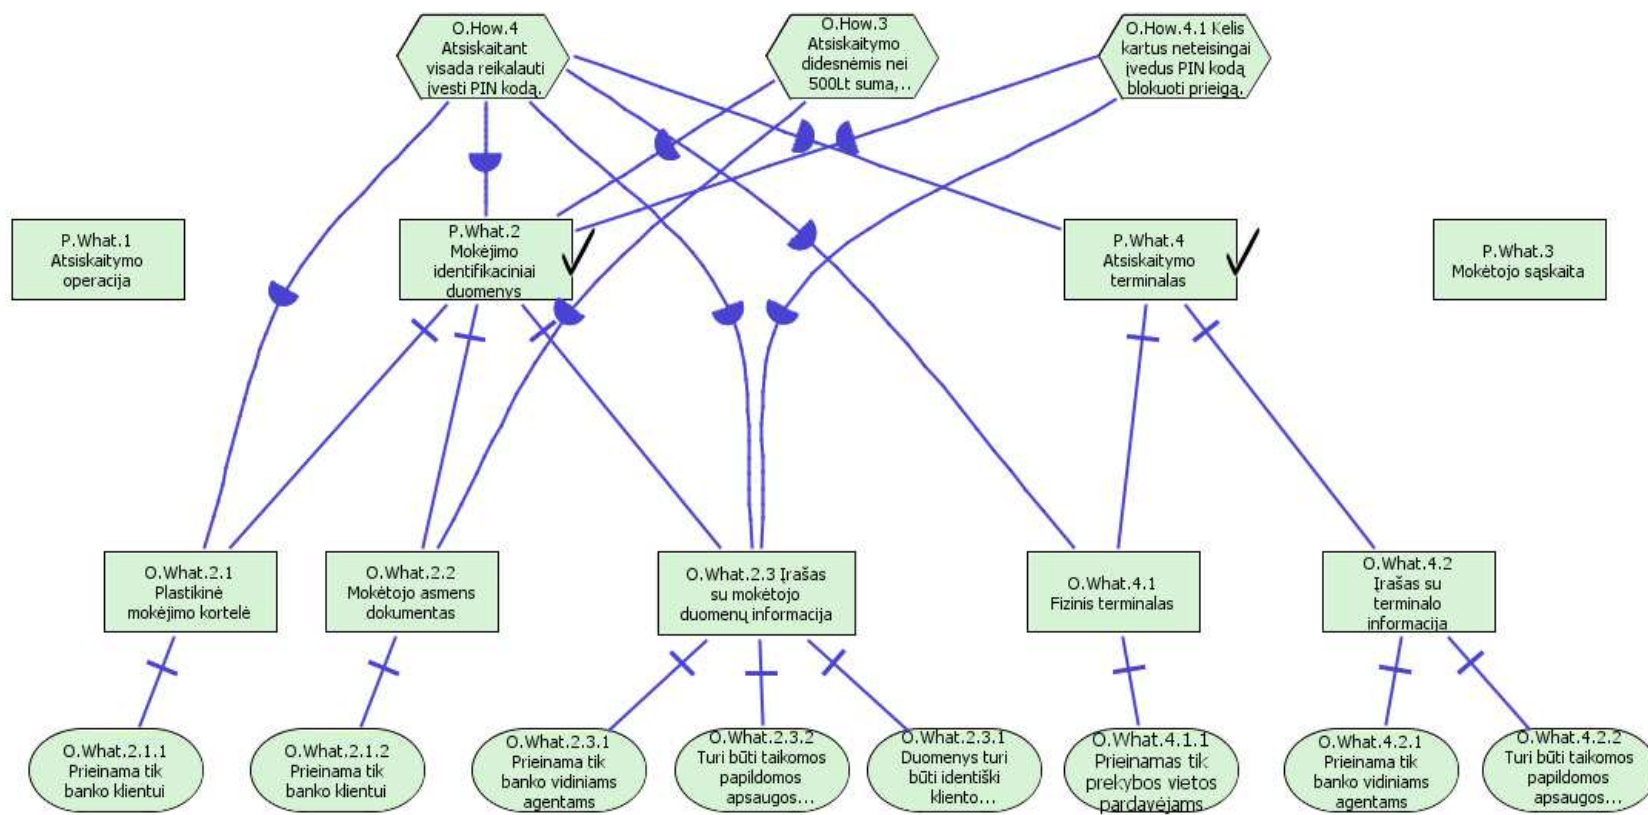 O.How.4
Atsiskaitant
visada reikalauti
įvesti PIN kodą.
O.How.3
Atsiskaitymo
didesnėmis nei
500Lt suma,..
O.How.4.1 Kelis
kartus neteisingai
įvedus PIN kodą
blokuoti prieigą.
P.What.1
Atsiskaitymo
operacija
P.What.2
Mokėjimo
identifikaciniai
duomenys
P.What.4
Atsiskaitymo
terminalas
P.What.3
Mokėtojo sąskaita
O.What.2.1
Plastikinė
mokėjimo kortelė
O.What.2.2
Mokėtojo asmens
dokumentas
O.What.2.3 Įrašas
su mokėtojo
duomenų informacija
O.What.4.1
Fizinis terminalas
O.What.4.2
Įrašas su
terminalo
informacija
O.What.2.1.1
Prieinama tik
banko klientui
O.What.2.1.2
Prieinama tik
banko klientui
O.What.2.3.1
Prieinama tik
banko vidiniams
agentams
O.What.2.3.2
Turi būti taikomos
papildomos
apsaugos...
O.What.2.3.1
Duomenys turi
būti identiški
kliento...
O.What.4.1.1
Prieinamas tik
prekybos vietos
pardavėjams
O.What.4.2.1
Prieinama tik
banko vidiniams
agentams
O.What.4.2.2
Turi būti taikomos
papildomos
apsaugos...